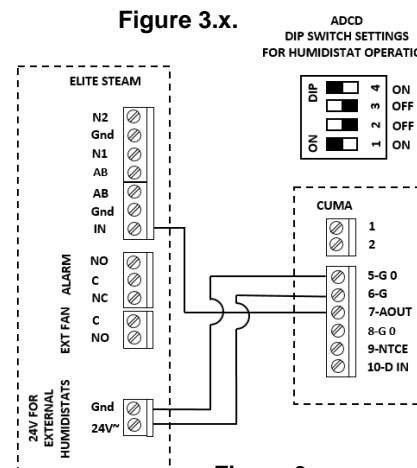 Figure 3.x.
ADCD
DIP SWITCH SETTINGS
FOR HUMIDISTAT OPERATIO
DIP
ON
4 ON
3 OFF
2 OFF
1 ON
ELITE STEAM
N2
Gnd
N1
AB
AB
Gnd
IN
ALARM
NO
C
NC
EXT FAN
C
NO
24V FOR
EXTERNAL
HUMIDISTATS
Gnd
24V~
CUMA
1
2
5-G 0
6-G
7-AOUT
8-G 0
9-NTCE
10-D IN